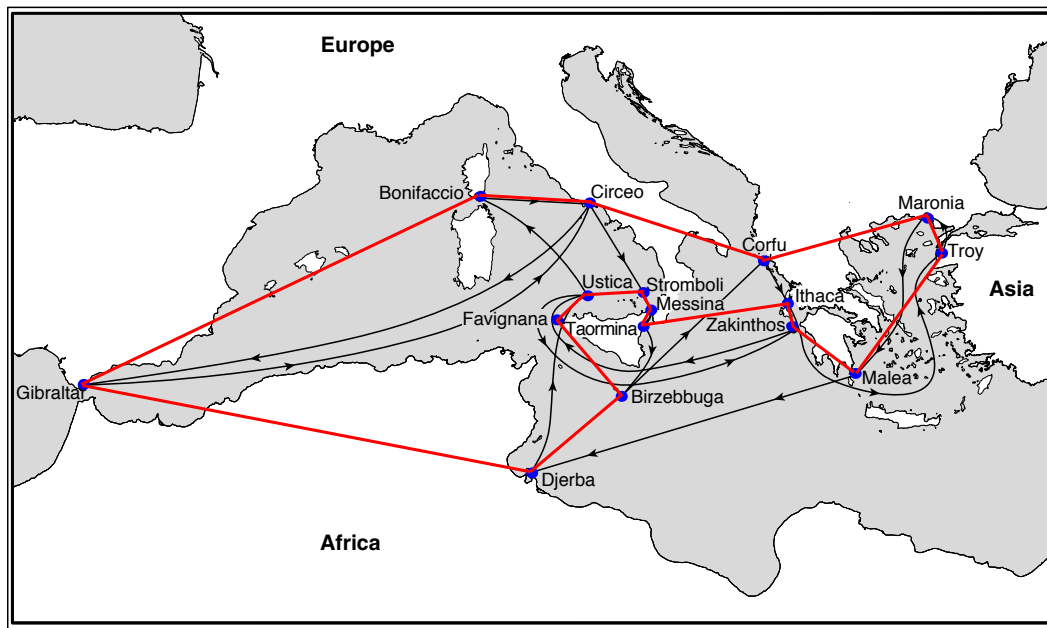 Europe
Bonifaccio
Circeo
Maronia
Corfu
Troy
Ustica
Stromboli
Ithaca
Asia
Messina
Favignana
Taormina
Zakinthos
Malea
Gibraltar
Birzebbuga
Djerba
Africa